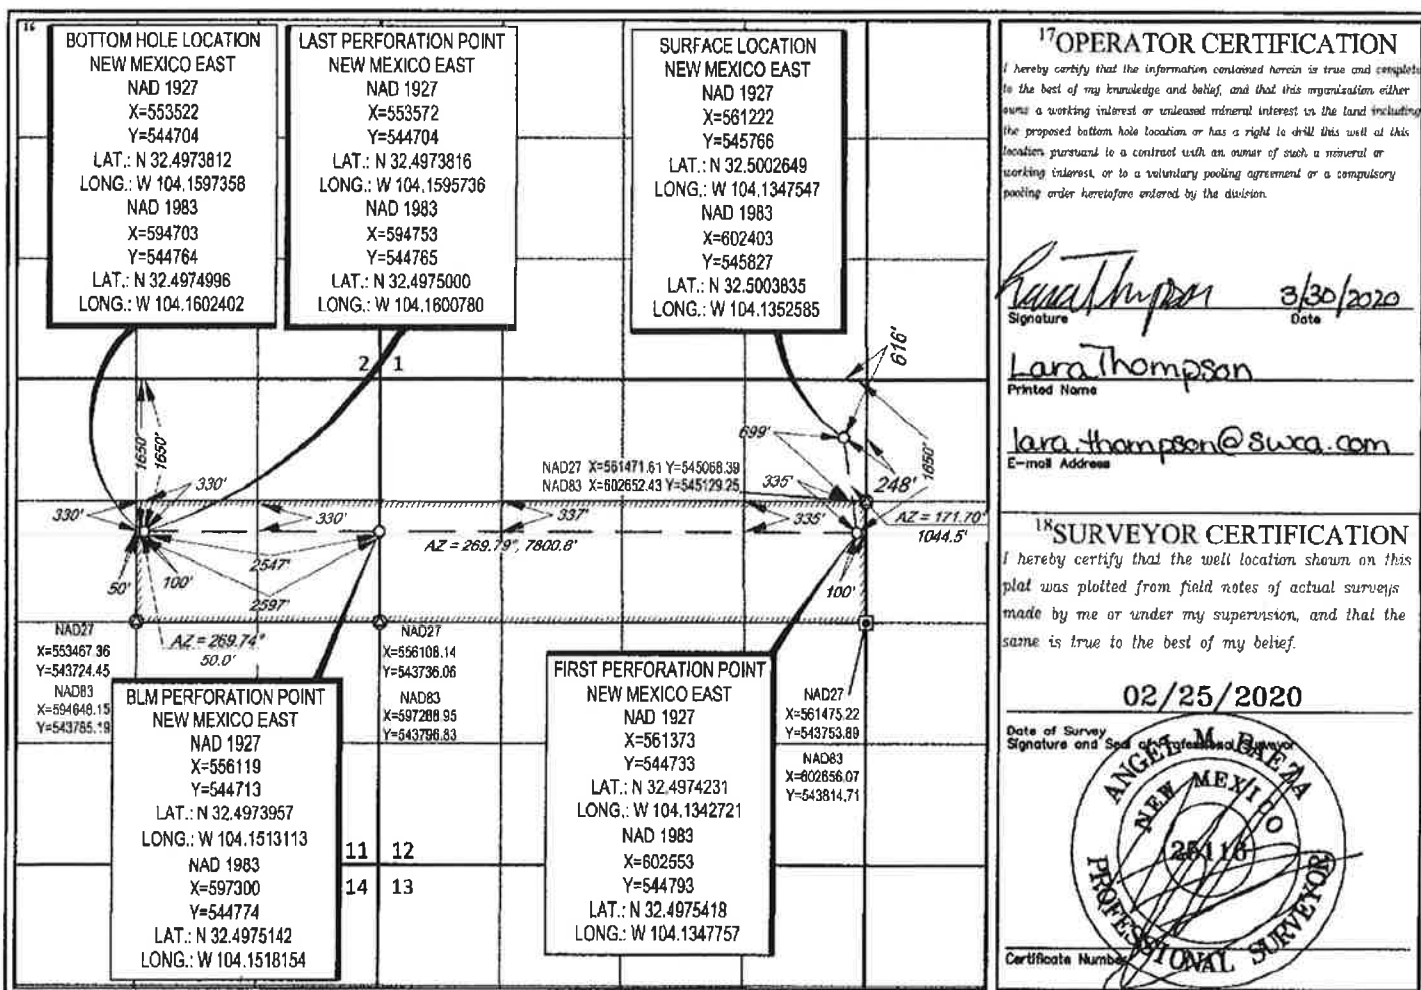 16
BOTTOM HOLE LOCATION
NEW MEXICO EAST
NAD 1927
X=553522
Y=544704
LAT.: N 32.4973812
LONG.: W 104.1597358
NAD 1983
X=594703
Y=544764
LAT.: N 32.4974996
LONG.: W 104.1602402
LAST PERFORATION POINT
NEW MEXICO EAST
NAD 1927
X=553572
Y=544704
LAT.: N 32.4973816
LONG.: W 104.1595736
NAD 1983
X=594753
Y=544765
LAT.: N 32.4975000
LONG.: W 104.1600780
SURFACE LOCATION
NEW MEXICO EAST
NAD 1927
X=561222
Y=545766
LAT.: N 32.5002649
LONG.: W 104.1347547
NAD 1983
X=602403
Y=545827
LAT.: N 32.5003835
LONG.: W 104.1352585
2 1
616'
1650'
1650'
699'
1650'
NAD27 X=561471.61 Y=545068.39
NAD83 X=602652.43 Y=545129.25
335'
248'
330'
330'
330'
337'
335'
AZ = 171.70°
1044.5'
AZ = 269.79°, 7800.6'
2547'
50'
100'
2597'
100'
AZ = 269.74°
50.0'
NAD27
X=553467.36
Y=543724.45
NAD83
X=594648.15
Y=543785.19
NAD27
X=556108.14
Y=543736.06
NAD83
X=597288.95
Y=543796.83
NAD27
X=561475.22
Y=543753.89
NAD83
X=602656.07
Y=543814.71
BLM PERFORATION POINT
NEW MEXICO EAST
NAD 1927
X=556119
Y=544713
LAT.: N 32.4973957
LONG.: W 104.1513113
NAD 1983
X=597300
Y=544774
LAT.: N 32.4975142
LONG.: W 104.1518154
11 12
14 13
FIRST PERFORATION POINT
NEW MEXICO EAST
NAD 1927
X=561373
Y=544733
LAT.: N 32.4974231
LONG.: W 104.1342721
NAD 1983
X=602553
Y=544793
LAT.: N 32.4975418
LONG.: W 104.1347757
17 OPERATOR CERTIFICATION
I hereby certify that the information contained herein is true and complete
to the best of my knowledge and belief, and that this organization either
owns a working interest or unleased mineral interest in the land including
the proposed bottom hole location or has a right to drill this well at this
location pursuant to a contract with an owner of such a mineral or
working interest, or to a voluntary pooling agreement or a compulsory
pooling order heretofore entered by the division.
Lara Thompson 3/30/2020
Signature Date
Lara Thompson
Printed Name
lara.thompson@swca.com
E-mail Address
18 SURVEYOR CERTIFICATION
I hereby certify that the well location shown on this
plat was plotted from field notes of actual surveys
made by me or under my supervision, and that the
same is true to the best of my belief.
02/25/2020
Date of Survey
Signature and Seal of Professional Surveyor
ANGEL M. BAEZA
NEW MEXICO
25116
PROFESSIONAL SURVEYOR
Certificate Number